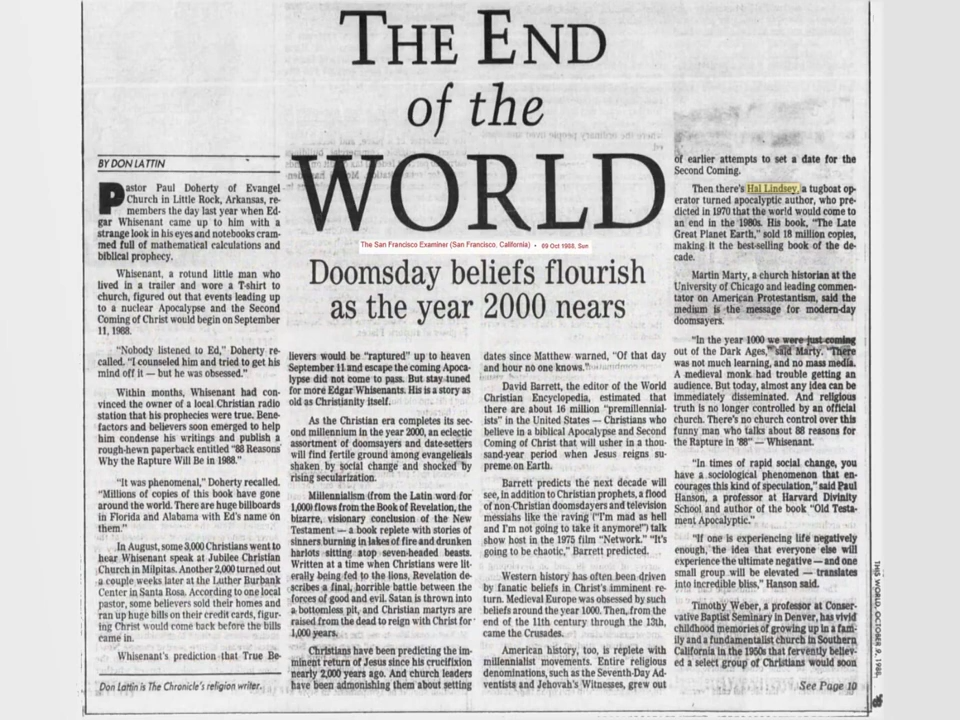 THE END
of the
WORLD
The San Francisco Examiner (San Francisco, California) • 09 Oct 1988, Sun
Doomsday beliefs flourish
as the year 2000 nears
BY DON LATTIN
Pastor Paul Doherty of Evangel
Church in Little Rock, Arkansas, re-
members the day last year when Ed-
gar Whisenant came up to him with a
strange look in his eyes and notebooks cram-
med full of mathematical calculations and
biblical prophecy.
Whisenant, a rotund little man who
lived in a trailer and wore a T-shirt to
church, figured out that events leading up
to a nuclear Apocalypse and the Second
Coming of Christ would begin on September
11, 1988.
“Nobody listened to Ed,” Doherty re-
called. “I counseled him and tried to get his
mind off it — but he was obsessed.”
Within months, Whisenant had con-
vinced the owner of a local Christian radio
station that his prophecies were true. Bene-
factors and believers soon emerged to help
him condense his writings and publish a
rough-hewn paperback entitled “88 Reasons
Why the Rapture Will Be in 1988.”
“It was phenomenal,” Doherty recalled.
“Millions of copies of this book have gone
around the world. There are huge billboards
in Florida and Alabama with Ed's name on
them.”
In August, some 3,000 Christians went to
hear Whisenant speak at Jubilee Christian
Church in Milpitas. Another 2,000 turned out
a couple weeks later at the Luther Burbank
Center in Santa Rosa. According to one local
pastor, some believers sold their homes and
ran up huge bills on their credit cards, figur-
ing Christ would come back before the bills
came in.
Whisenant's prediction that True Be-
Don Lattin is The Chronicle's religion writer.
lievers would be “raptured” up to heaven
September 11 and escape the coming Apoca-
lypse did not come to pass. But stay tuned
for more Edgar Whisenants. His is a story as
old as Christianity itself.
As the Christian era completes its sec-
ond millennium in the year 2000, an eclectic
assortment of doomsayers and date-setters
will find fertile ground among evangelicals
shaken by social change and shocked by
rising secularization.
Millennialism (from the Latin word for
1,000) flows from the Book of Revelation, the
bizarre, visionary conclusion of the New
Testament — a book replete with stories of
sinners burning in lakes of fire and drunken
harlots sitting atop seven-headed beasts.
Written at a time when Christians were lit-
erally being fed to the lions, Revelation de-
scribes a final, horrible battle between the
forces of good and evil. Satan is thrown into
a bottomless pit, and Christian martyrs are
raised from the dead to reign with Christ for
1,000 years.
Christians have been predicting the im-
minent return of Jesus since his crucifixion
nearly 2,000 years ago. And church leaders
have been admonishing them about setting
dates since Matthew warned, “Of that day
and hour no one knows.”
David Barrett, the editor of the World
Christian Encyclopedia, estimated that
there are about 16 million “premillennial-
ists” in the United States — Christians who
believe in a biblical Apocalypse and Second
Coming of Christ that will usher in a thou-
sand-year period when Jesus reigns su-
preme on Earth.
Barrett predicts the next decade will
see, in addition to Christian prophets, a flood
of non-Christian doomsdayers and television
messiahs like the raving (“I'm mad as hell
and I'm not going to take it anymore!”) talk
show host in the 1975 film “Network.” “It's
going to be chaotic,” Barrett predicted.
Western history has often been driven
by fanatic beliefs in Christ's imminent re-
turn. Medieval Europe was obsessed by such
beliefs around the year 1000. Then, from the
end of the 11th century through the 13th,
came the Crusades.
American history, too, is replete with
millennialist movements. Entire religious
denominations, such as the Seventh-Day Ad-
ventists and Jehovah's Witnesses, grew out
of earlier attempts to set a date for the
Second Coming.
Then there's Hal Lindsey, a tugboat op-
erator turned apocalyptic author, who pre-
dicted in 1970 that the world would come to
an end in the 1980s. His book, “The Late
Great Planet Earth,” sold 18 million copies,
making it the best-selling book of the de-
cade.
Martin Marty, a church historian at the
University of Chicago and leading commen-
tator on American Protestantism, said the
medium is the message for modern-day
doomsayers.
“In the year 1000 we were just coming
out of the Dark Ages,” said Marty. “There
was not much learning, and no mass media.
A medieval monk had trouble getting an
audience. But today, almost any idea can be
immediately disseminated. And religious
truth is no longer controlled by an official
church. There's no church control over this
funny man who talks about 88 reasons for
the Rapture in '88” — Whisenant.
“In times of rapid social change, you
have a sociological phenomenon that en-
courages this kind of speculation,” said Paul
Hanson, a professor at Harvard Divinity
School and author of the book “Old Testa-
ment Apocalyptic.”
“If one is experiencing life negatively
enough, the idea that everyone else will
experience the ultimate negative — and one
small group will be elevated — translates
into incredible bliss,” Hanson said.
Timothy Weber, a professor at Conser-
vative Baptist Seminary in Denver, has vivid
childhood memories of growing up in a fam-
ily and a fundamentalist church in Southern
California in the 1950s that fervently believ-
ed a select group of Christians would soon
See Page 10
THIS WORLD, OCTOBER 9, 1988,